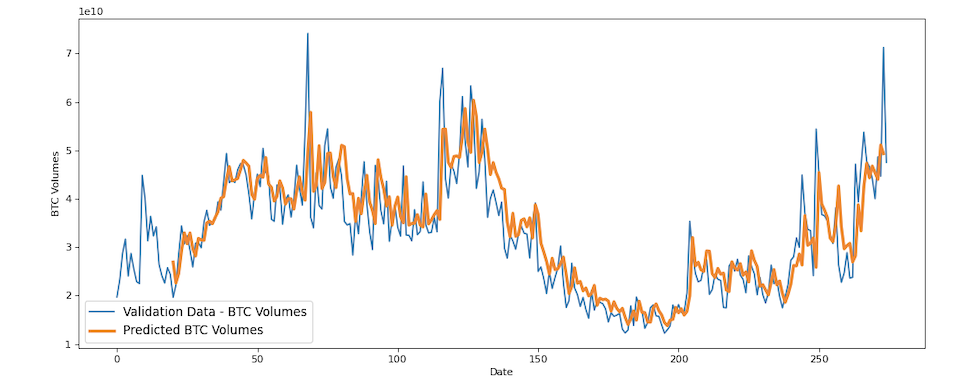 1e10
7
6
5
4
3
2
1
BTC Volumes
Validation Data - BTC Volumes
Predicted BTC Volumes
0 50 100 150 200 250
Date